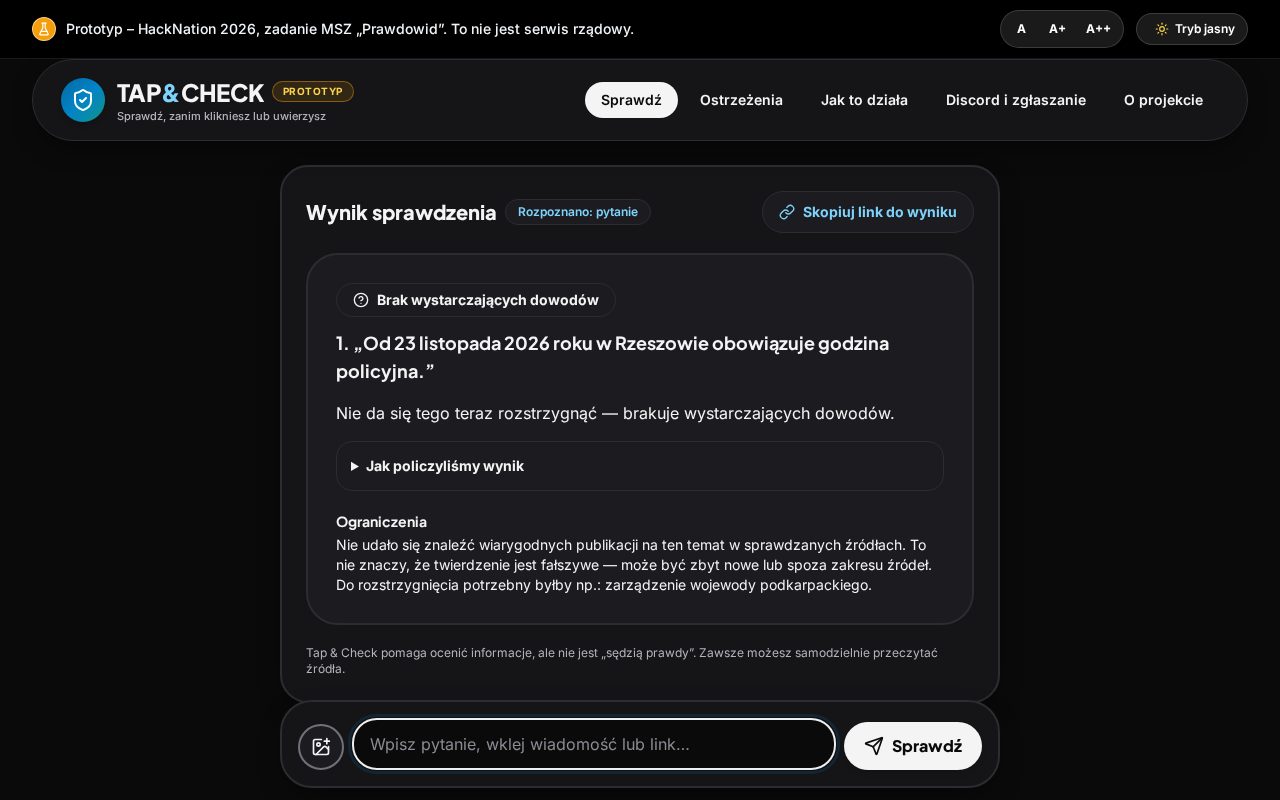 Prototyp – HackNation 2026, zadanie MSZ „Prawdowid”. To nie jest serwis rządowy.
A A+ A++
Tryb jasny
TAP&CHECK
PROTOTYP
Sprawdź, zanim klikniesz lub uwierzysz
Sprawdź
Ostrzeżenia
Jak to działa
Discord i zgłaszanie
O projekcie
Wynik sprawdzenia
Rozpoznano: pytanie
Skopiuj link do wyniku
Brak wystarczających dowodów
1. „Od 23 listopada 2026 roku w Rzeszowie obowiązuje godzina
policyjna.”
Nie da się tego teraz rozstrzygnąć — brakuje wystarczających dowodów.
Jak policzyliśmy wynik
Ograniczenia
Nie udało się znaleźć wiarygodnych publikacji na ten temat w sprawdzanych źródłach. To
nie znaczy, że twierdzenie jest fałszywe — może być zbyt nowe lub spoza zakresu źródeł.
Do rozstrzygnięcia potrzebny byłby np.: zarządzenie wojewody podkarpackiego.
Tap & Check pomaga ocenić informacje, ale nie jest „sędzią prawdy”. Zawsze możesz samodzielnie przeczytać
źródła.
Wpisz pytanie, wklej wiadomość lub link…
Sprawdź